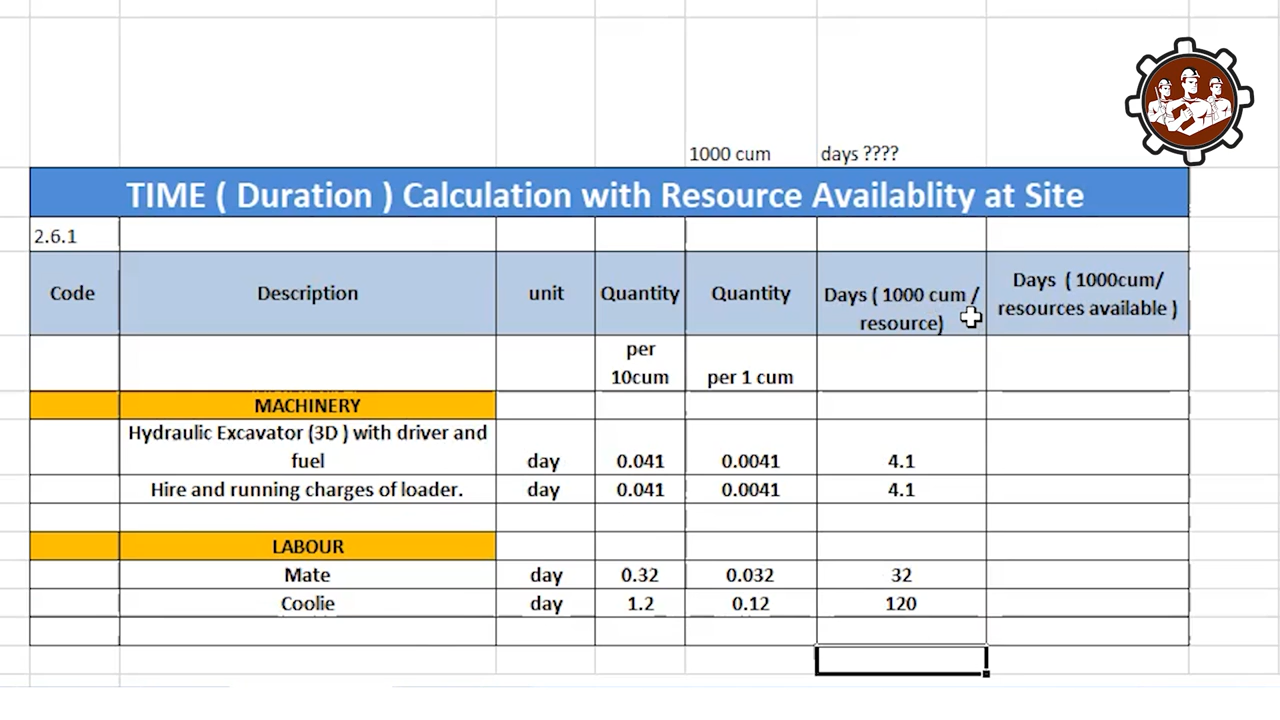 1000 cum days ????
TIME ( Duration ) Calculation with Resource Availablity at Site
2.6.1
Code Description unit Quantity Quantity Days ( 1000 cum / resource) Days ( 1000cum/ resources available )
per 10cum per 1 cum
MACHINERY
Hydraulic Excavator (3D ) with driver and fuel day 0.041 0.0041 4.1
Hire and running charges of loader. day 0.041 0.0041 4.1
LABOUR
Mate day 0.32 0.032 32
Coolie day 1.2 0.12 120